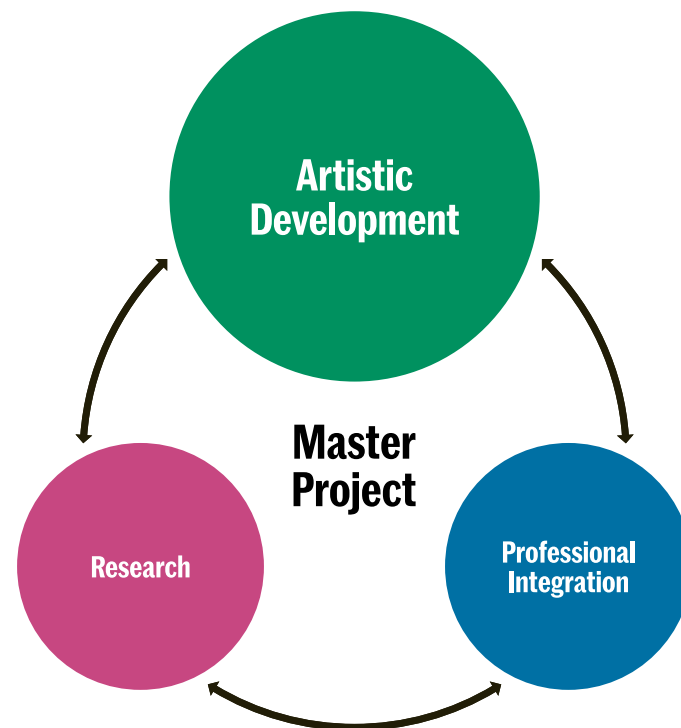 Artistic
Development
Master
Project
Research
Professional
Integration